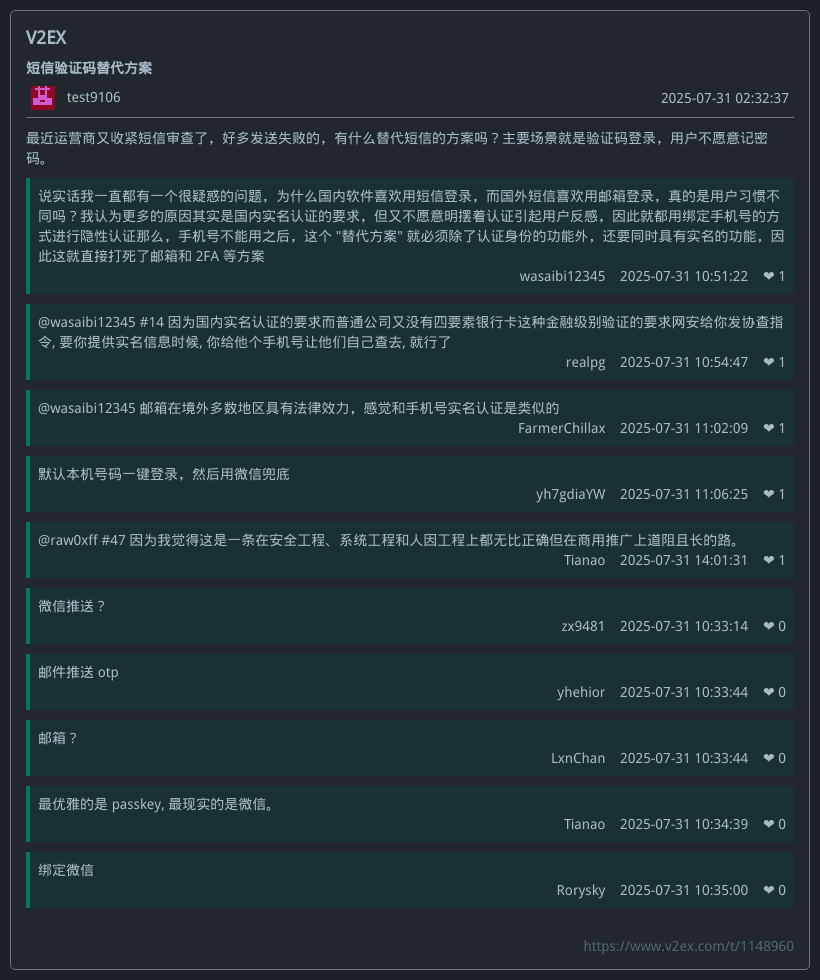 V2EX
短信验证码替代方案
test9106 2025-07-31 02:32:37
最近运营商又收紧短信审查了，好多发送失败的，有什么替代短信的方案吗？主要场景就是验证码登录，用户不愿意记密
码。
说实话我一直都有一个很疑惑的问题，为什么国内软件喜欢用短信登录，而国外短信喜欢用邮箱登录，真的是用户习惯不
同吗？我认为更多的原因其实是国内实名认证的要求，但又不愿意明摆着认证引起用户反感，因此就都用绑定手机号的方
式进行隐性认证那么，手机号不能用之后，这个 "替代方案" 就必须除了认证身份的功能外，还要同时具有实名的功能，因
此这就直接打死了邮箱和 2FA 等方案
wasaibi12345 2025-07-31 10:51:22 ❤ 1
@wasaibi12345 #14 因为国内实名认证的要求而普通公司又没有四要素银行卡这种金融级别验证的要求网安给你发协查指
令, 要你提供实名信息时候, 你给他个手机号让他们自己查去, 就行了
realpg 2025-07-31 10:54:47 ❤ 1
@wasaibi12345 邮箱在境外多数地区具有法律效力，感觉和手机号实名认证是类似的
FarmerChillax 2025-07-31 11:02:09 ❤ 1
默认本机号码一键登录，然后用微信兜底
yh7gdiaYW 2025-07-31 11:06:25 ❤ 1
@raw0xff #47 因为我觉得这是一条在安全工程、系统工程和人因工程上都无比正确但在商用推广上道阻且长的路。
Tianao 2025-07-31 14:01:31 ❤ 1
微信推送？
zx9481 2025-07-31 10:33:14 ❤ 0
邮件推送 otp
yhehior 2025-07-31 10:33:44 ❤ 0
邮箱？
LxnChan 2025-07-31 10:33:44 ❤ 0
最优雅的是 passkey, 最现实的是微信。
Tianao 2025-07-31 10:34:39 ❤ 0
绑定微信
Rorysky 2025-07-31 10:35:00 ❤ 0
https://www.v2ex.com/t/1148960